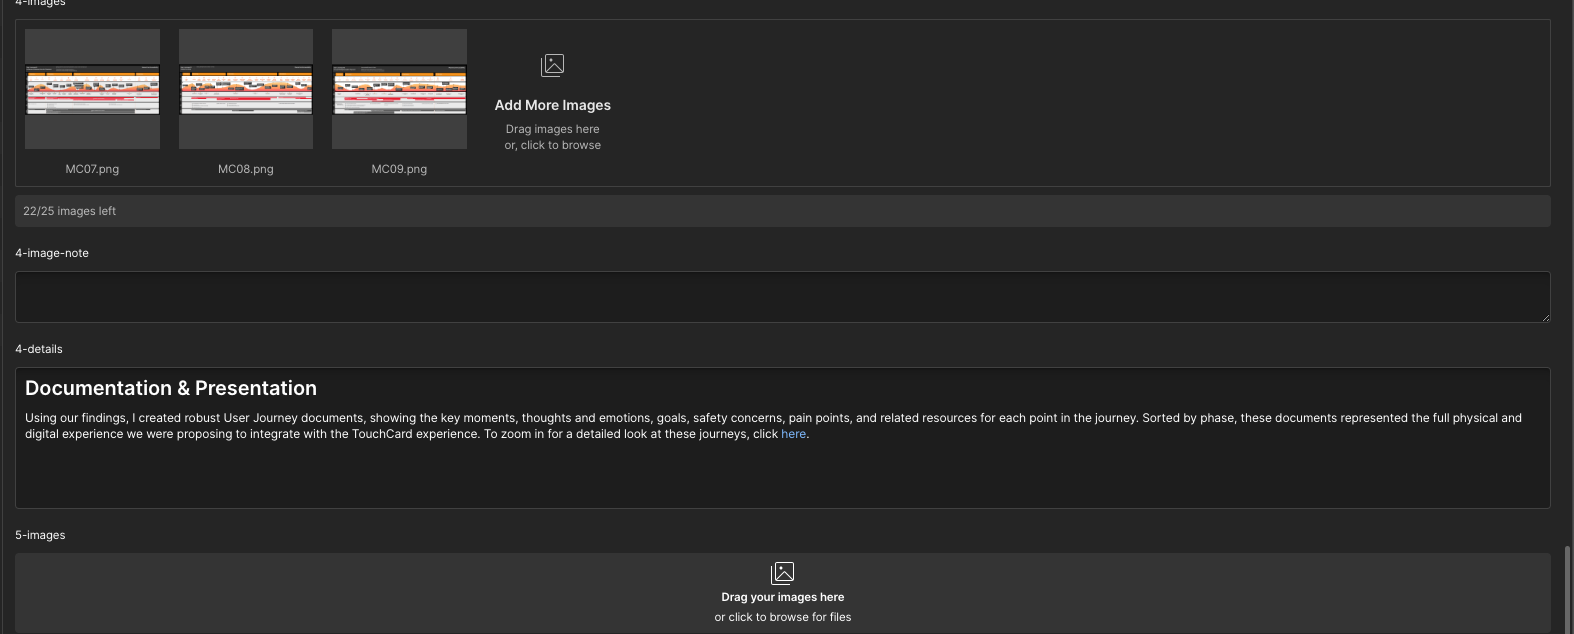 4-images
Add More Images
Drag images here
or, click to browse
MC07.png
MC08.png
MC09.png
22/25 images left
4-image-note
4-details
Documentation & Presentation
Using our findings, I created robust User Journey documents, showing the key moments, thoughts and emotions, goals, safety concerns, pain points, and related resources for each point in the journey. Sorted by phase, these documents represented the full physical and
digital experience we were proposing to integrate with the TouchCard experience. To zoom in for a detailed look at these journeys, click here.
5-images
Drag your images here
or click to browse for files